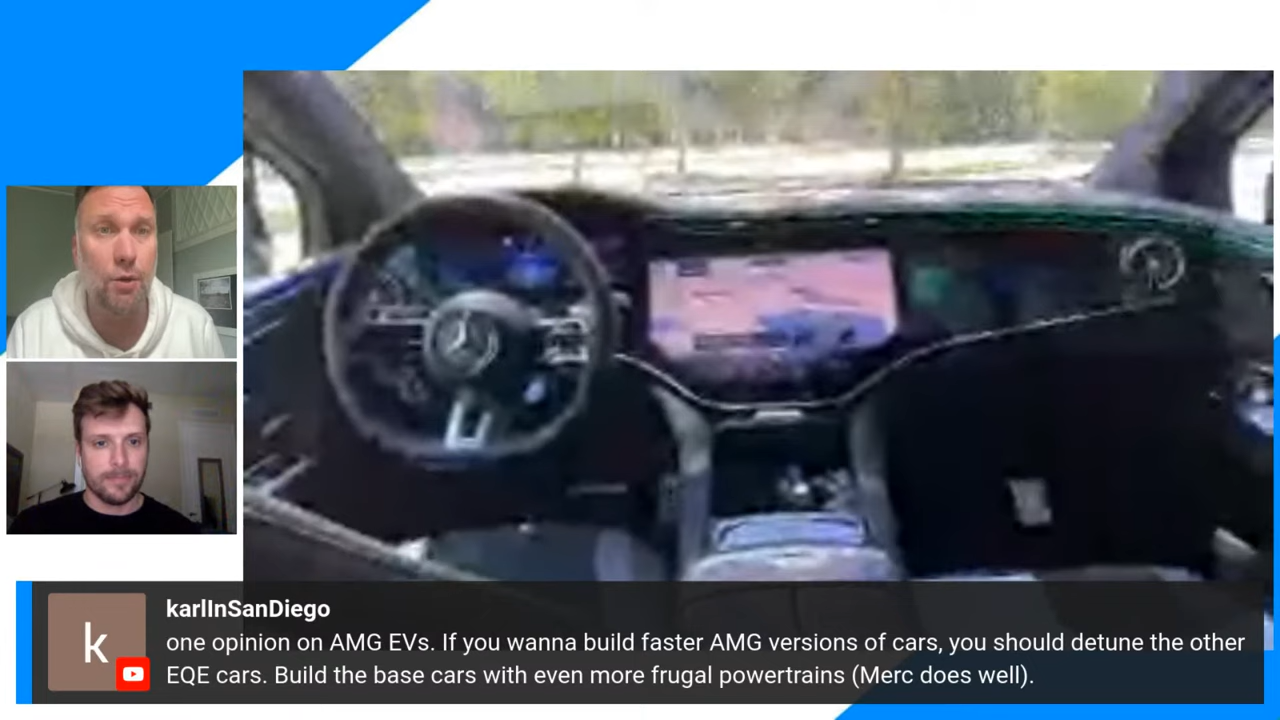 k
karlInSanDiego
one opinion on AMG EVs. If you wanna build faster AMG versions of cars, you should detune the other
EQE cars. Build the base cars with even more frugal powertrains (Merc does well).